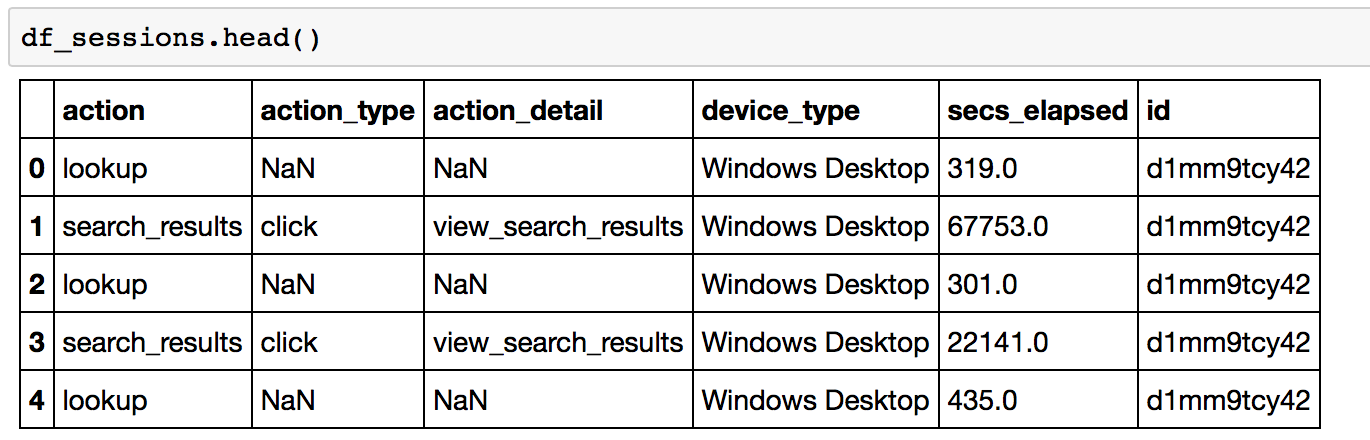 df_sessions.head()
action action_type action_detail device_type secs_elapsed id
0 lookup NaN NaN Windows Desktop 319.0 d1mm9tcy42
1 search_results click view_search_results Windows Desktop 67753.0 d1mm9tcy42
2 lookup NaN NaN Windows Desktop 301.0 d1mm9tcy42
3 search_results click view_search_results Windows Desktop 22141.0 d1mm9tcy42
4 lookup NaN NaN Windows Desktop 435.0 d1mm9tcy42